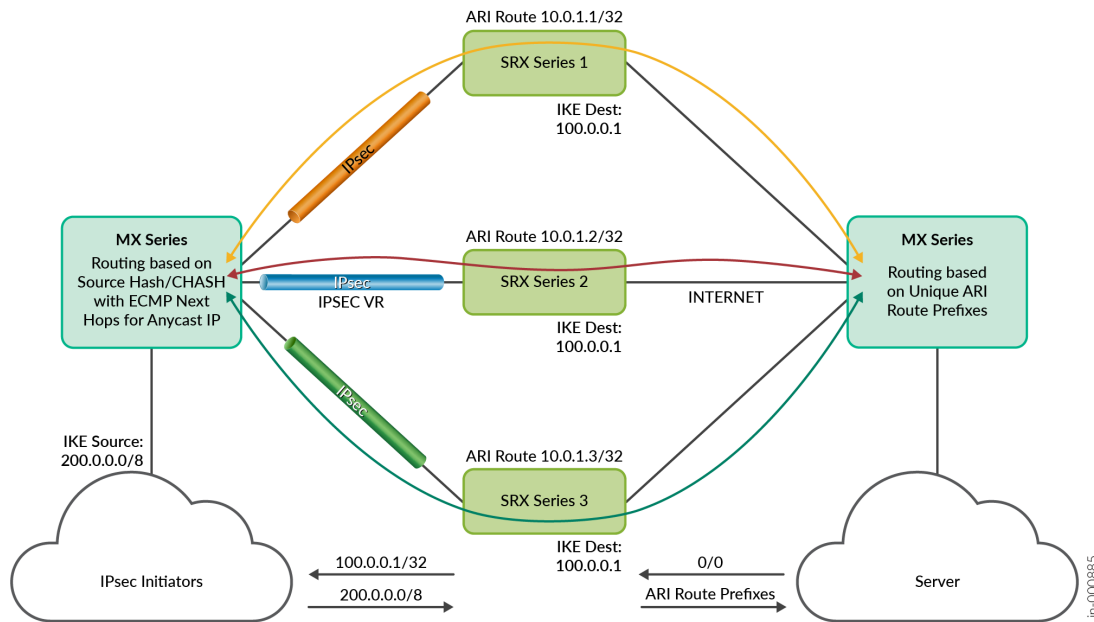 ARI Route 10.0.1.1/32
SRX Series 1
IKE Dest:
100.0.0.1
IPsec
MX Series
Routing based on
Source Hash/CHASH
with ECMP Next
Hops for Anycast IP
ARI Route 10.0.1.2/32
SRX Series 2
IPsec
IPSEC VR
INTERNET
IKE Dest:
100.0.0.1
MX Series
Routing based
on Unique ARI
Route Prefixes
IPsec
IKE Source:
200.0.0.0/8
ARI Route 10.0.1.3/32
SRX Series 3
IKE Dest:
100.0.0.1
IPsec Initiators
100.0.0.1/32
200.0.0.0/8
0/0
ARI Route Prefixes
Server
jn-000885